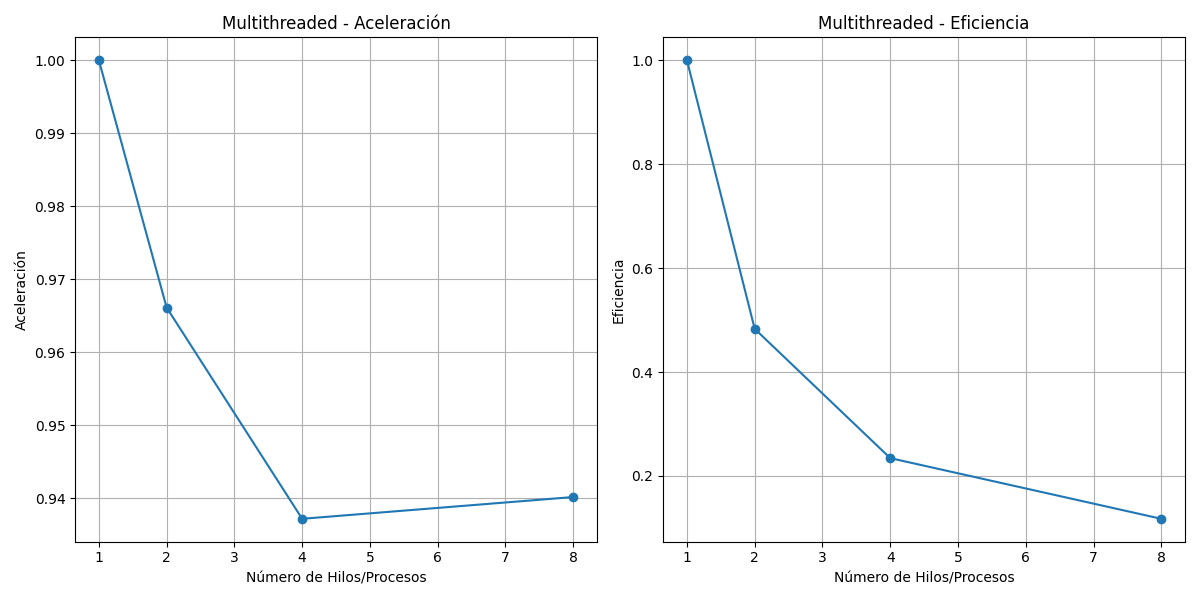 Multithreaded - Aceleración
1.00
0.99
0.98
0.97
0.96
0.95
0.94
Aceleración
1 2 3 4 5 6 7 8
Número de Hilos/Procesos
Multithreaded - Eficiencia
1.0
0.8
0.6
0.4
0.2
Eficiencia
1 2 3 4 5 6 7 8
Número de Hilos/Procesos